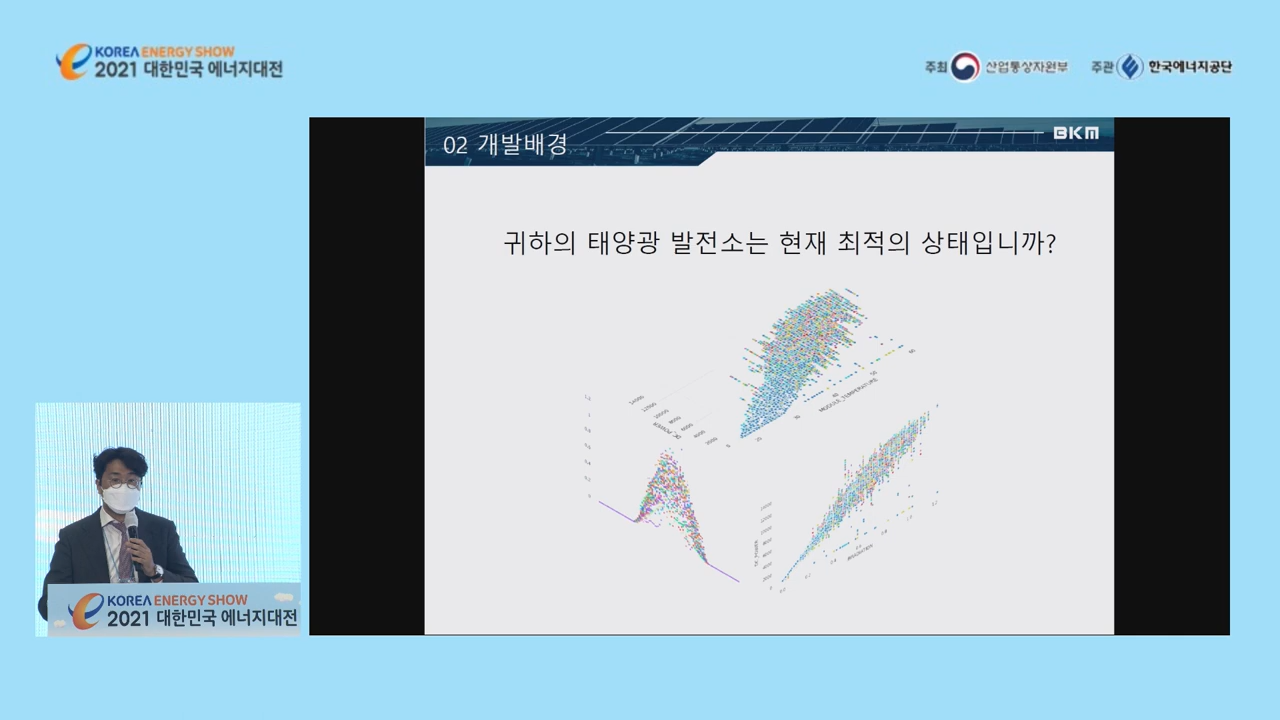 KOREA ENERGY SHOW
2021 대한민국 에너지대전
주최 산업통상자원부 주관 한국에너지공단
02 개발배경
BKM
귀하의 태양광 발전소는 현재 최적의 상태입니까?
MODULE_TEMPERATURE
DC_POWER
DC_POWER
IRRADIATION
KOREA ENERGY SHOW
2021 대한민국 에너지대전